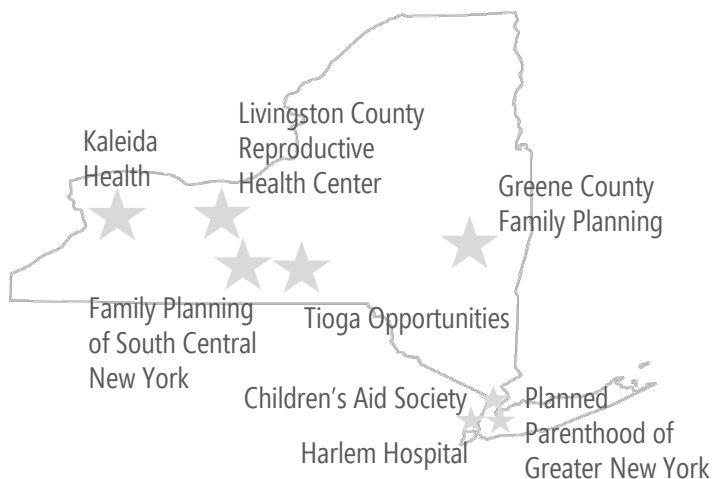 Livingston County
Reproductive
Health Center
Kaleida
Health
Greene County
Family Planning
Family Planning
of South Central
New York
Tioga Opportunities
Children’s Aid Society
Harlem Hospital
Planned
Parenthood of
Greater New York